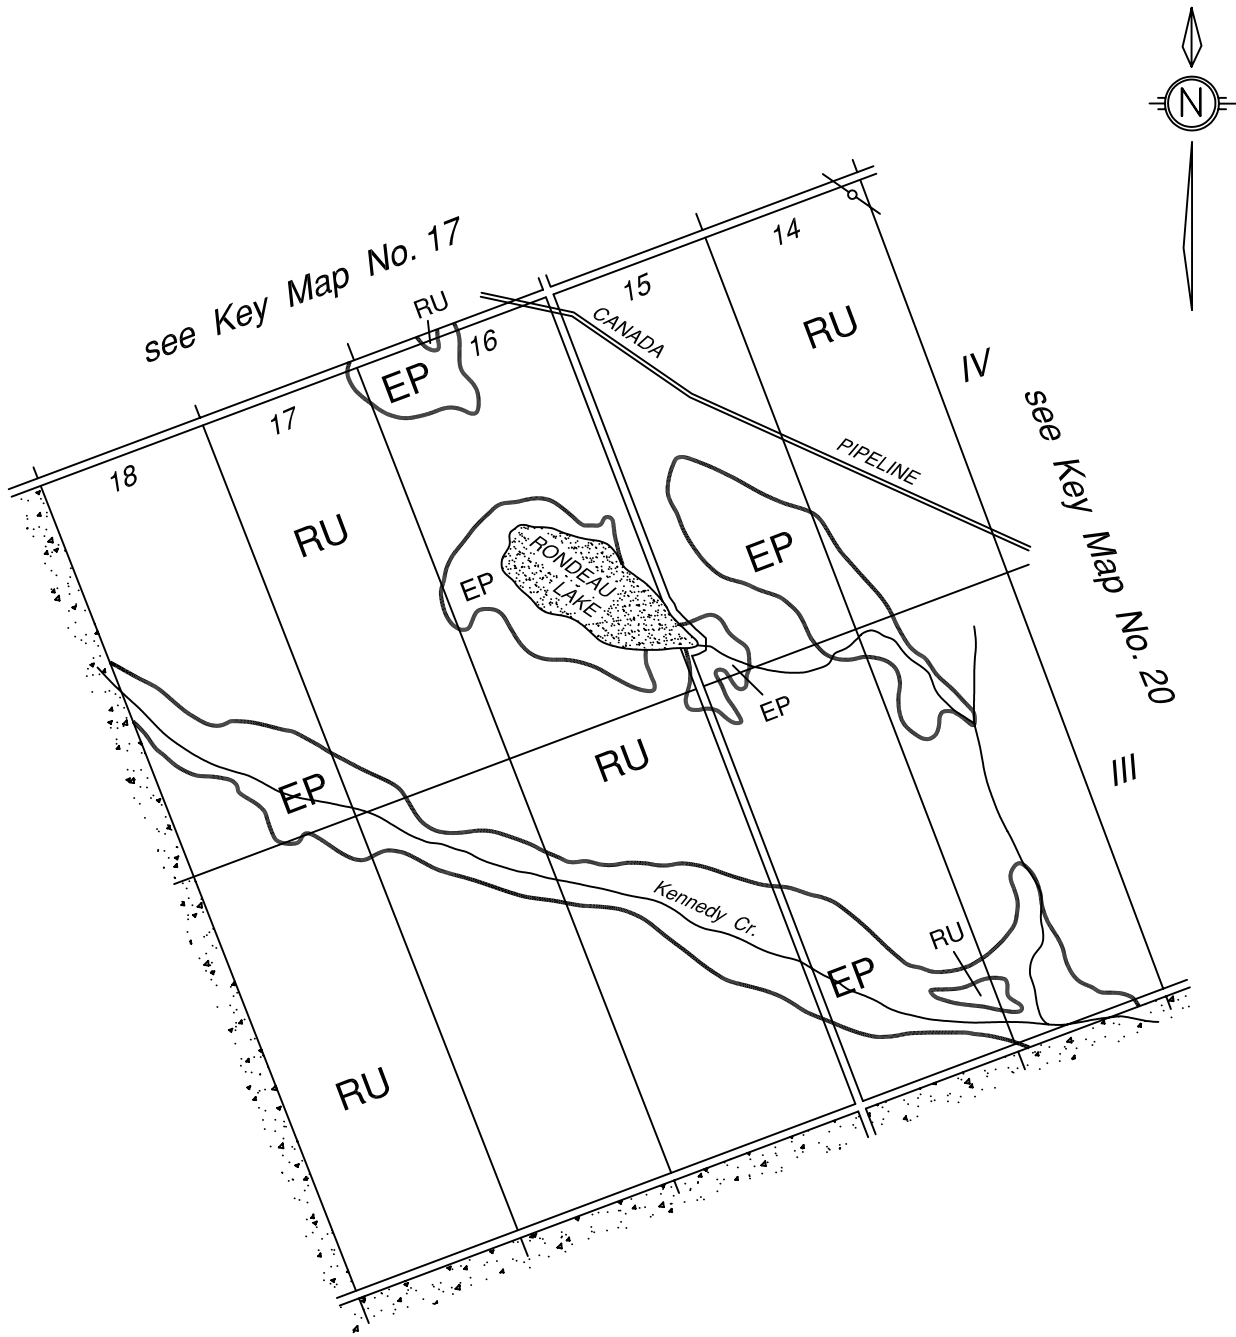 N
see Key Map No. 17
14
15
RU
16
CANADA
RU
EP
17
IV
18
PIPELINE
see Key Map No. 20
RU
RONDEAU
LAKE
EP
EP
EP
RU
III
EP
Kennedy Cr.
RU
EP
RU